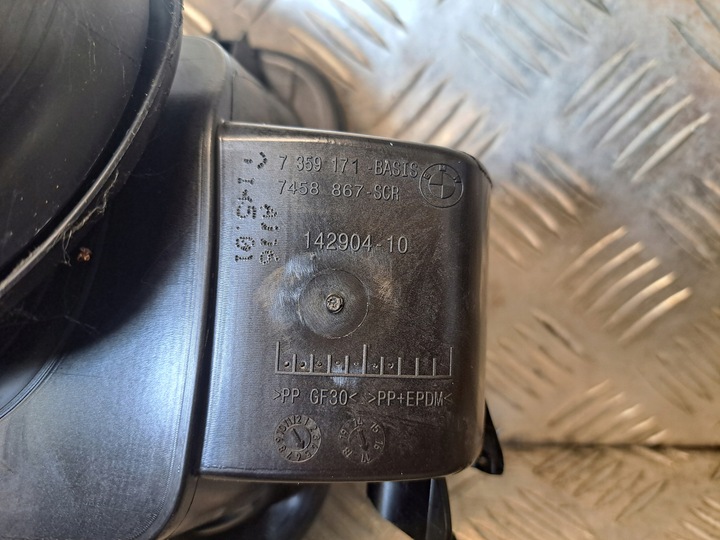 7 359 171 -BASIS
7458 867-SCR
142904-10
>PP GF30< >PP+EPDM<